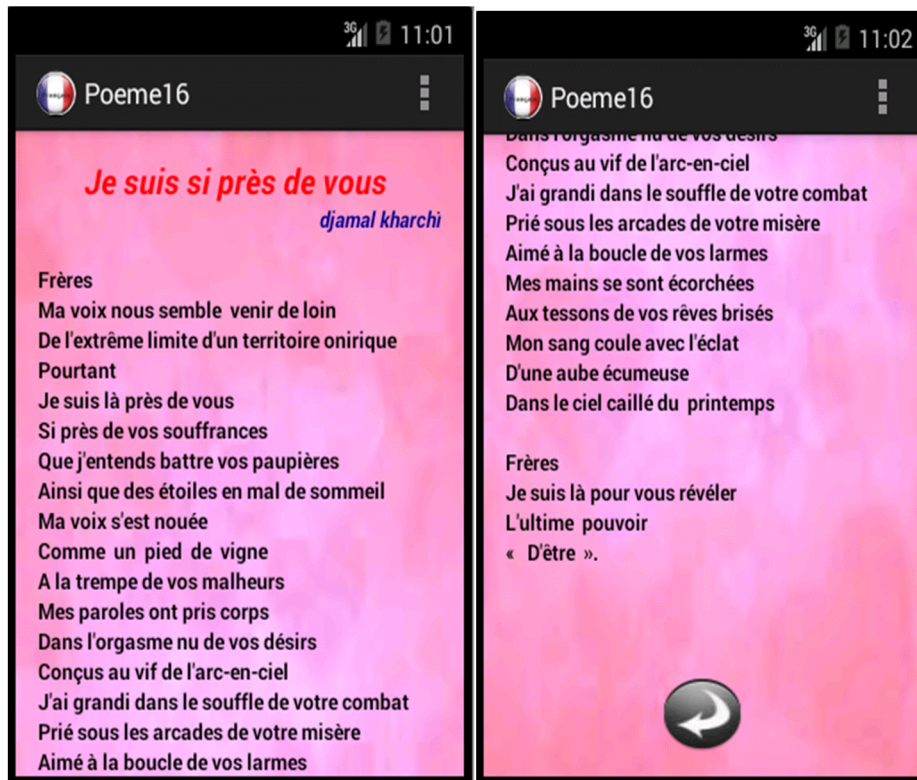 3G 11:01
Poeme16
Je suis si près de vous
djamal kharchi
Frères
Ma voix nous semble venir de loin
De l'extrême limite d'un territoire onirique
Pourtant
Je suis là près de vous
Si près de vos souffrances
Que j'entends battre vos paupières
Ainsi que des étoiles en mal de sommeil
Ma voix s'est nouée
Comme un pied de vigne
A la trempe de vos malheurs
Mes paroles ont pris corps
Dans l'orgasme nu de vos désirs
Conçus au vif de l'arc-en-ciel
J'ai grandi dans le souffle de votre combat
Prié sous les arcades de votre misère
Aimé à la boucle de vos larmes
3G 11:02
Poeme16
Dans l'orgasme nu de vos désirs
Conçus au vif de l'arc-en-ciel
J'ai grandi dans le souffle de votre combat
Prié sous les arcades de votre misère
Aimé à la boucle de vos larmes
Mes mains se sont écorchées
Aux tessons de vos rêves brisés
Mon sang coule avec l'éclat
D'une aube écumeuse
Dans le ciel caillé du printemps
Frères
Je suis là pour vous révéler
L'ultime pouvoir
« D'être ».